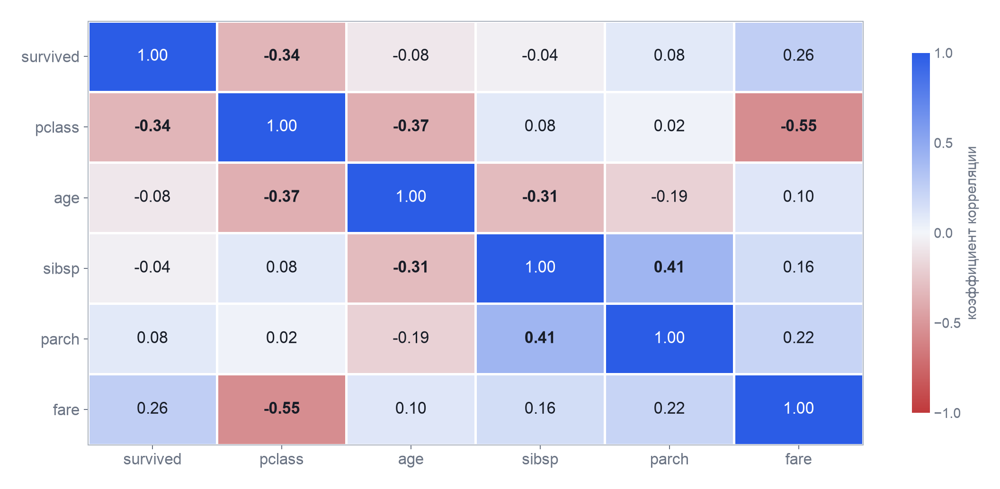 survived 1.00 -0.34 -0.08 -0.04 0.08 0.26
pclass -0.34 1.00 -0.37 0.08 0.02 -0.55
age -0.08 -0.37 1.00 -0.31 -0.19 0.10
sibsp -0.04 0.08 -0.31 1.00 0.41 0.16
parch 0.08 0.02 -0.19 0.41 1.00 0.22
fare 0.26 -0.55 0.10 0.16 0.22 1.00
survived pclass age sibsp parch fare
1.0
0.5
0.0
−0.5
−1.0
коэффициент корреляции